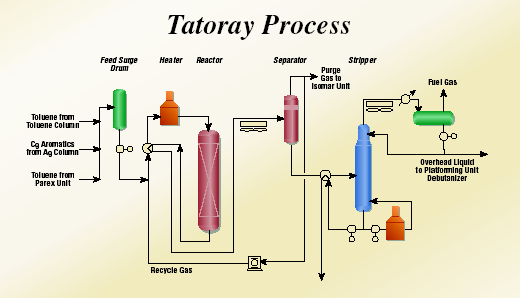 Tatoray Process
Feed Surge
Drum
Heater
Reactor
Separator
Stripper
Purge
Gas to
Isomar Unit
Fuel Gas
Toluene from
Toluene Column
C9 Aromatics
from A9 Column
Toluene from
Parex Unit
Overhead Liquid
to Platforming Unit
Debutanizer
Recycle Gas